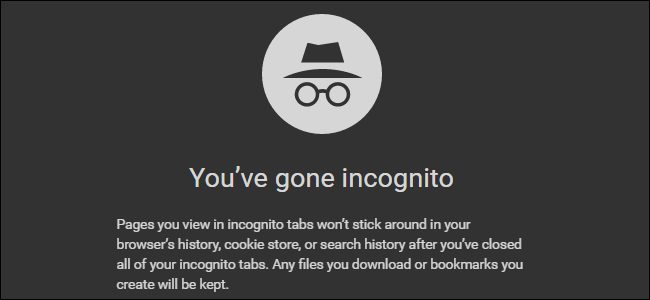 You've gone incognito
Pages you view in incognito tabs won't stick around in your
browser's history, cookie store, or search history after you've closed
all of your incognito tabs. Any files you download or bookmarks you
create will be kept.